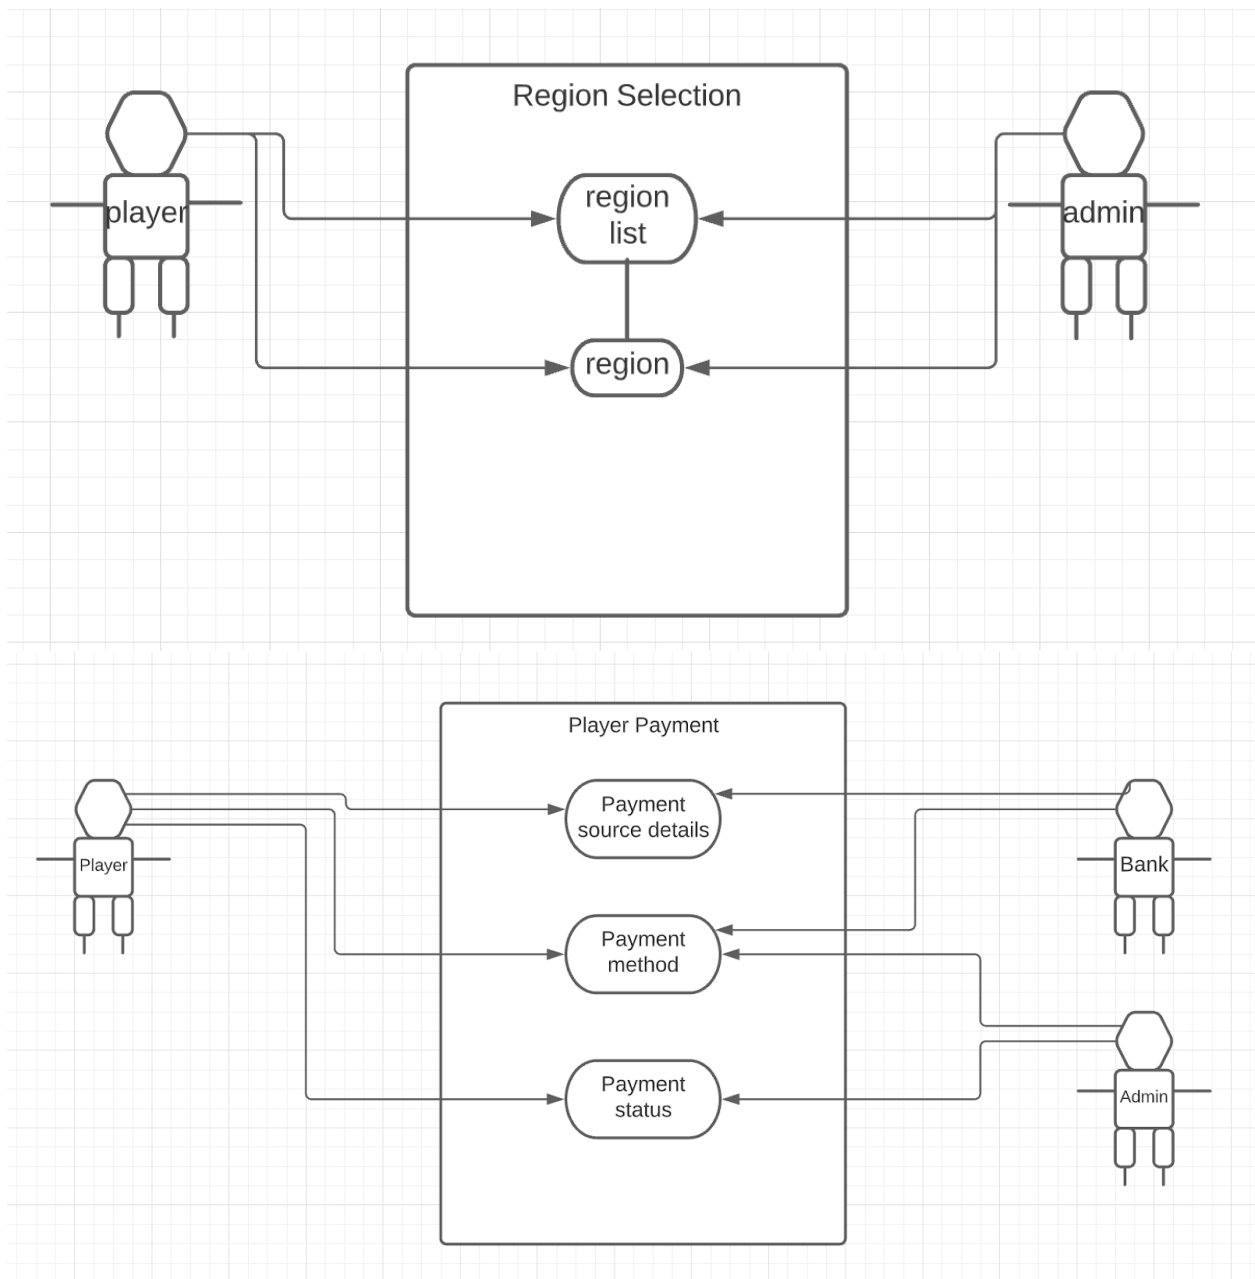 Region Selection
player
region
list
admin
region
Player Payment
Payment
source details
Player
Bank
Payment
method
Payment
status
Admin